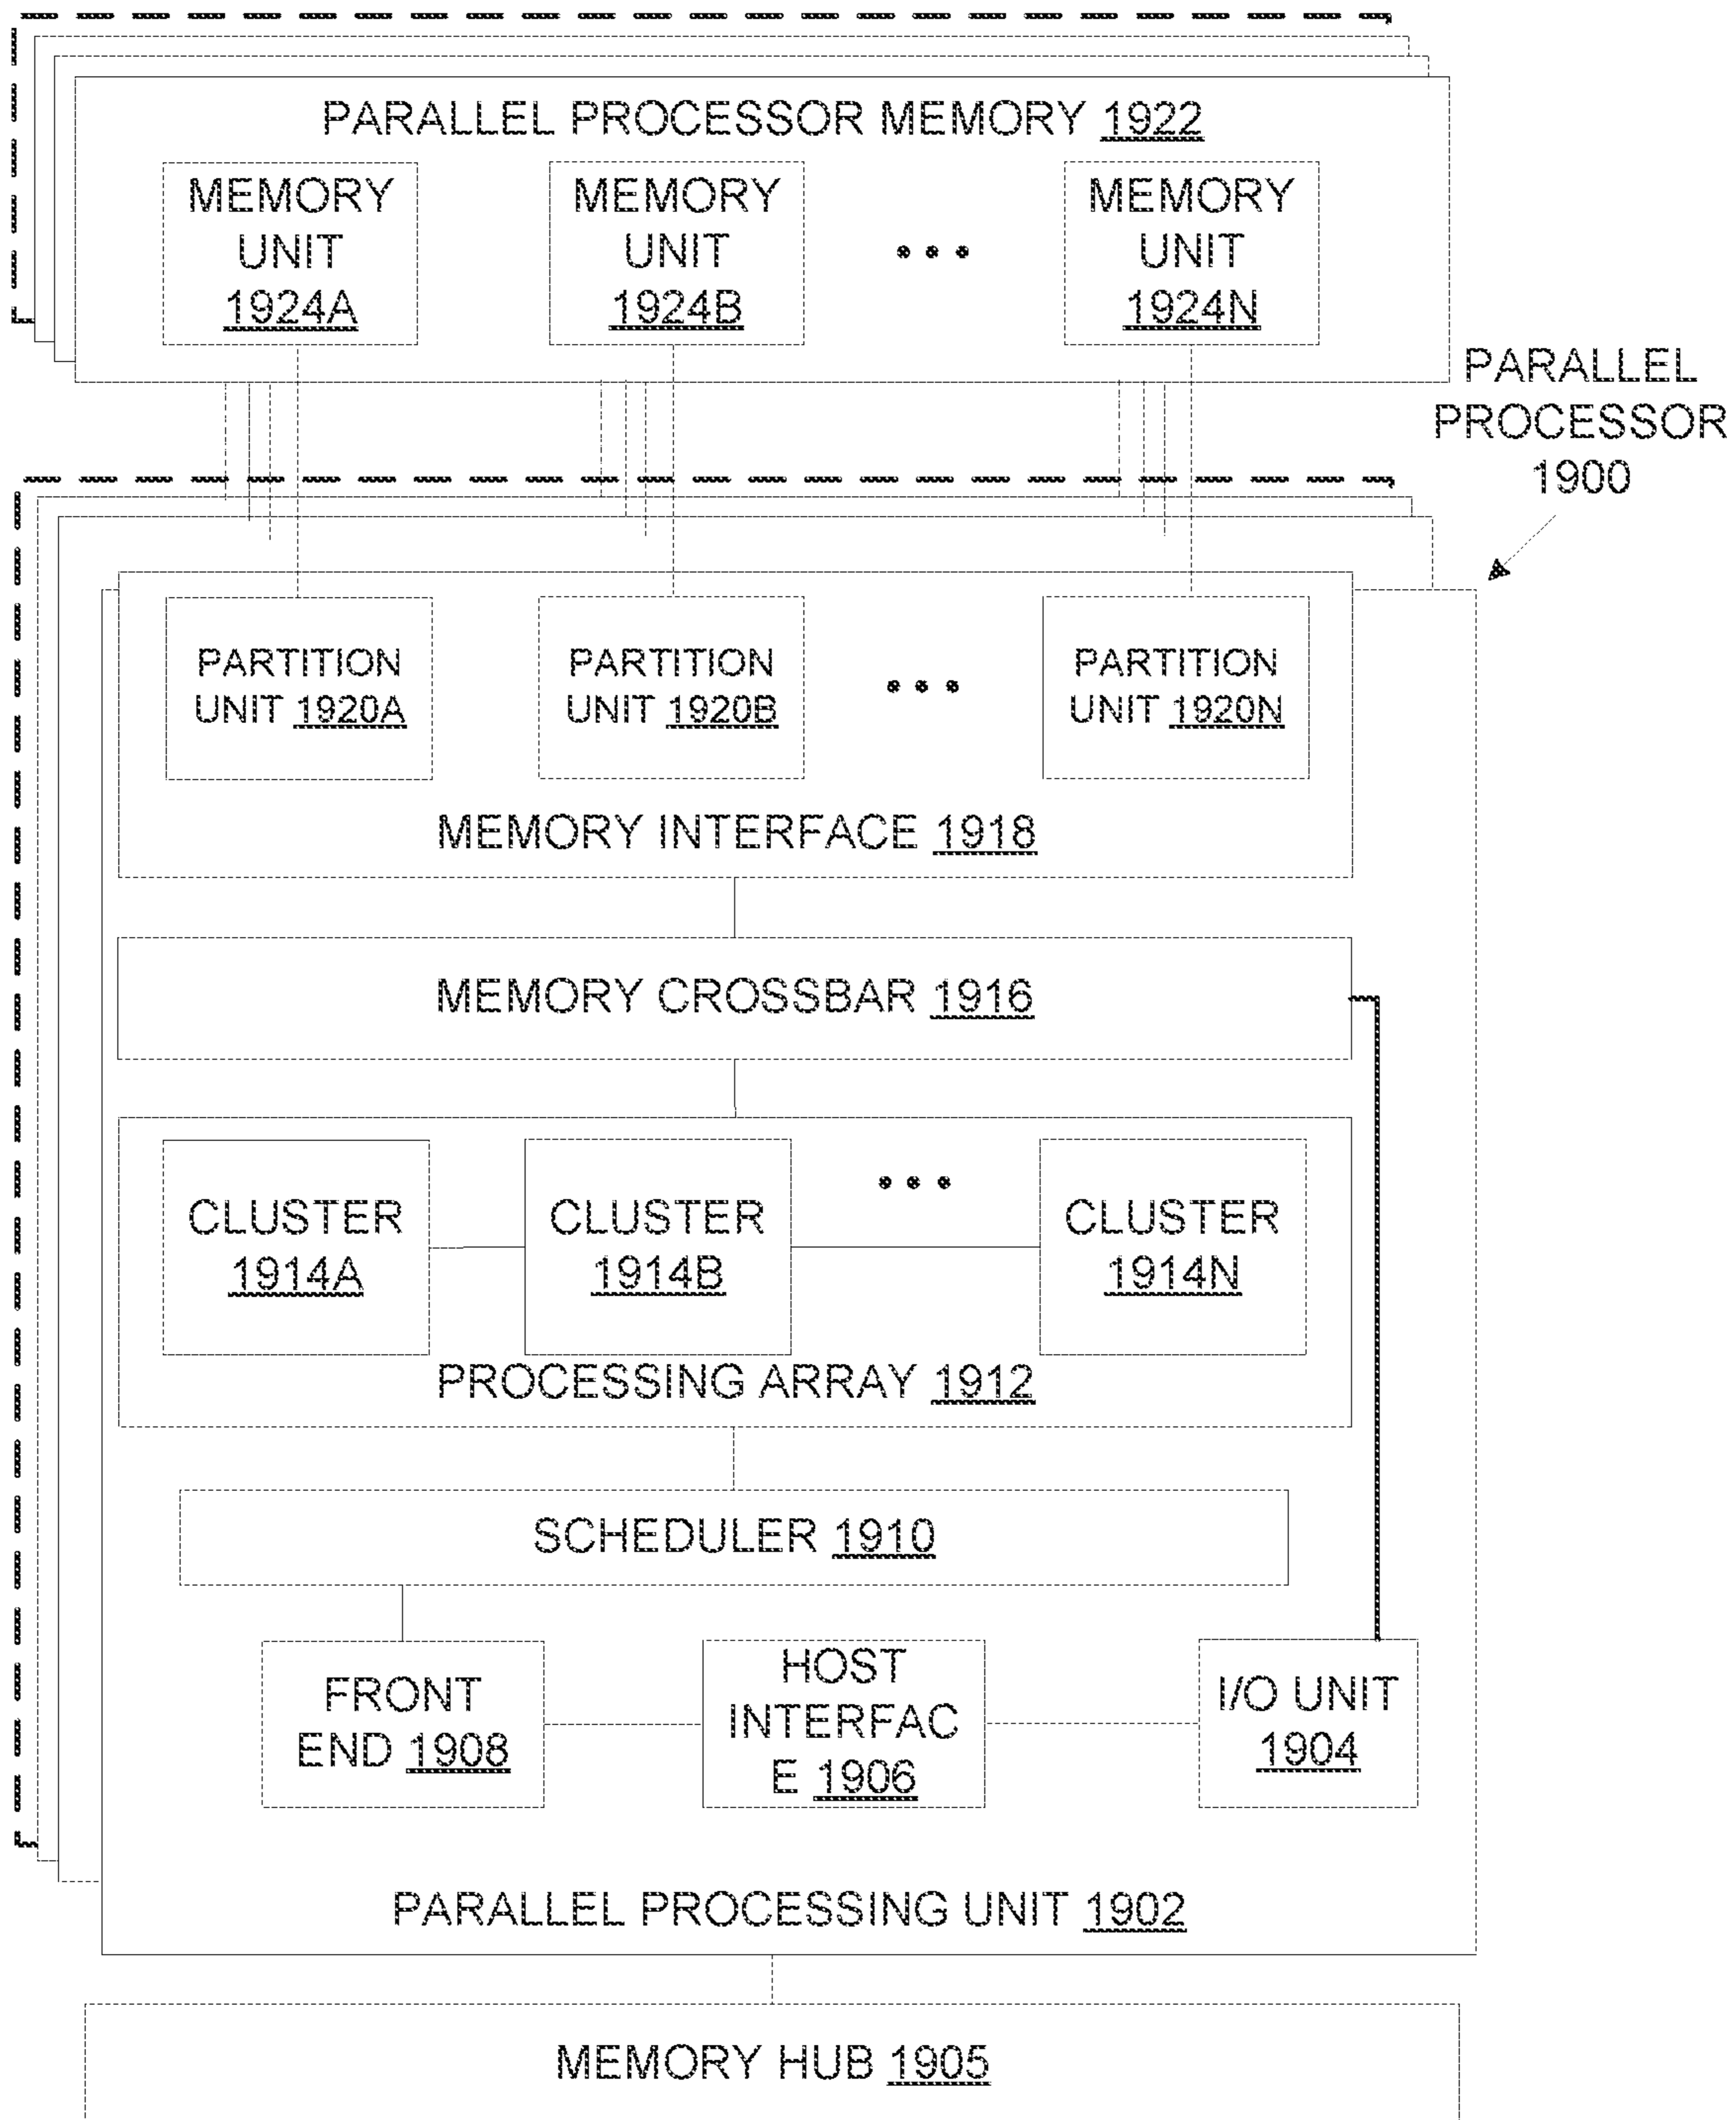 PARALLEL PROCESSOR MEMORY 1922
MEMORY
UNIT
1924A
MEMORY
UNIT
1924B
• • •
MEMORY
UNIT
1924N
PARALLEL
PROCESSOR
1900
PARTITION
UNIT 1920A
PARTITION
UNIT 1920B
• • •
PARTITION
UNIT 1920N
MEMORY INTERFACE 1918
MEMORY CROSSBAR 1916
CLUSTER
1914A
CLUSTER
1914B
• • •
CLUSTER
1914N
PROCESSING ARRAY 1912
SCHEDULER 1910
FRONT
END 1908
HOST
INTERFAC
E 1906
I/O UNIT
1904
PARALLEL PROCESSING UNIT 1902
MEMORY HUB 1905